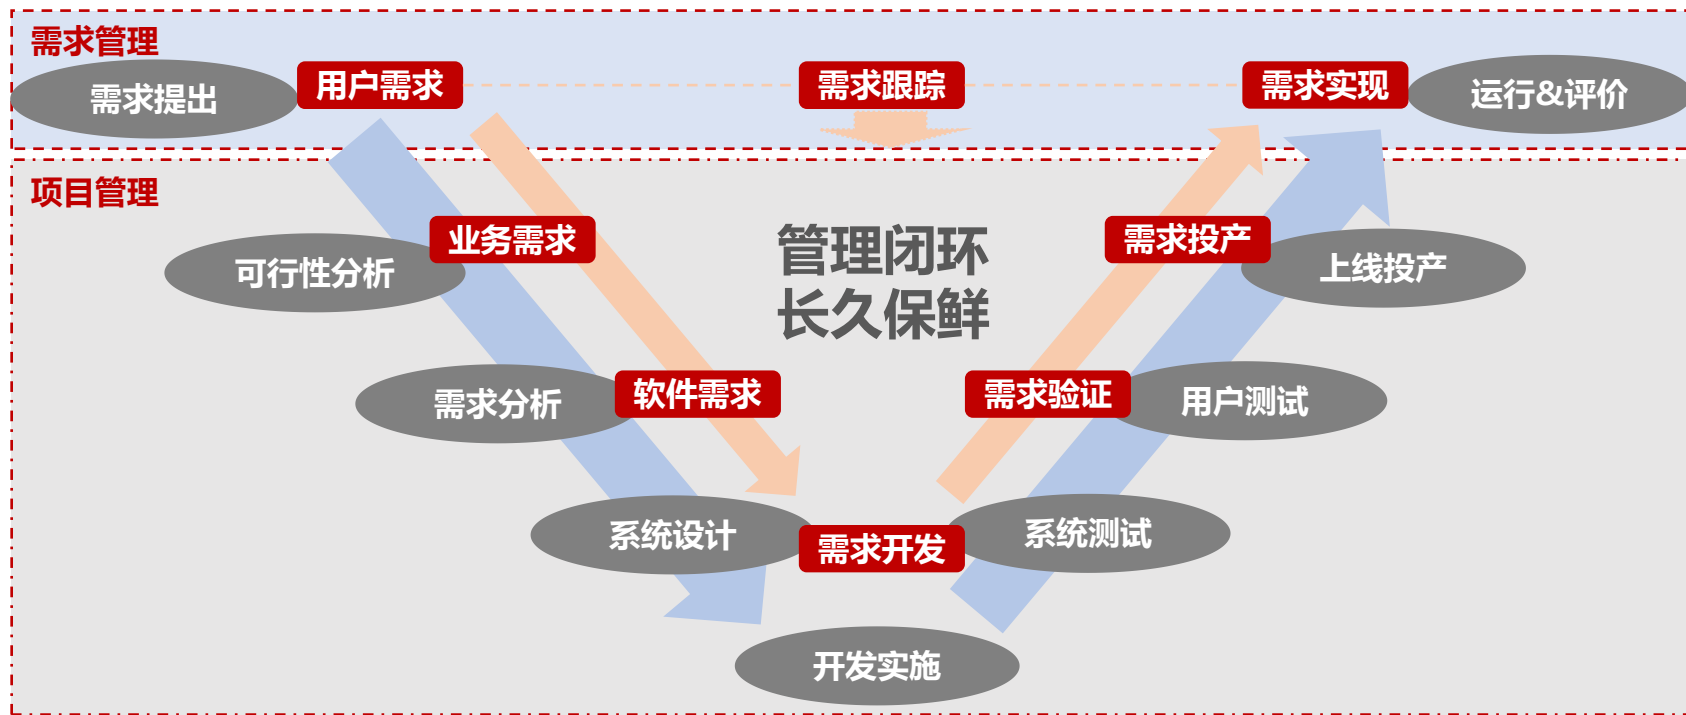 需求管理
需求提出
用户需求
需求跟踪
需求实现
运行&评价
项目管理
业务需求
可行性分析
管理闭环
长久保鲜
需求投产
上线投产
需求分析
软件需求
需求验证
用户测试
系统设计
需求开发
系统测试
开发实施